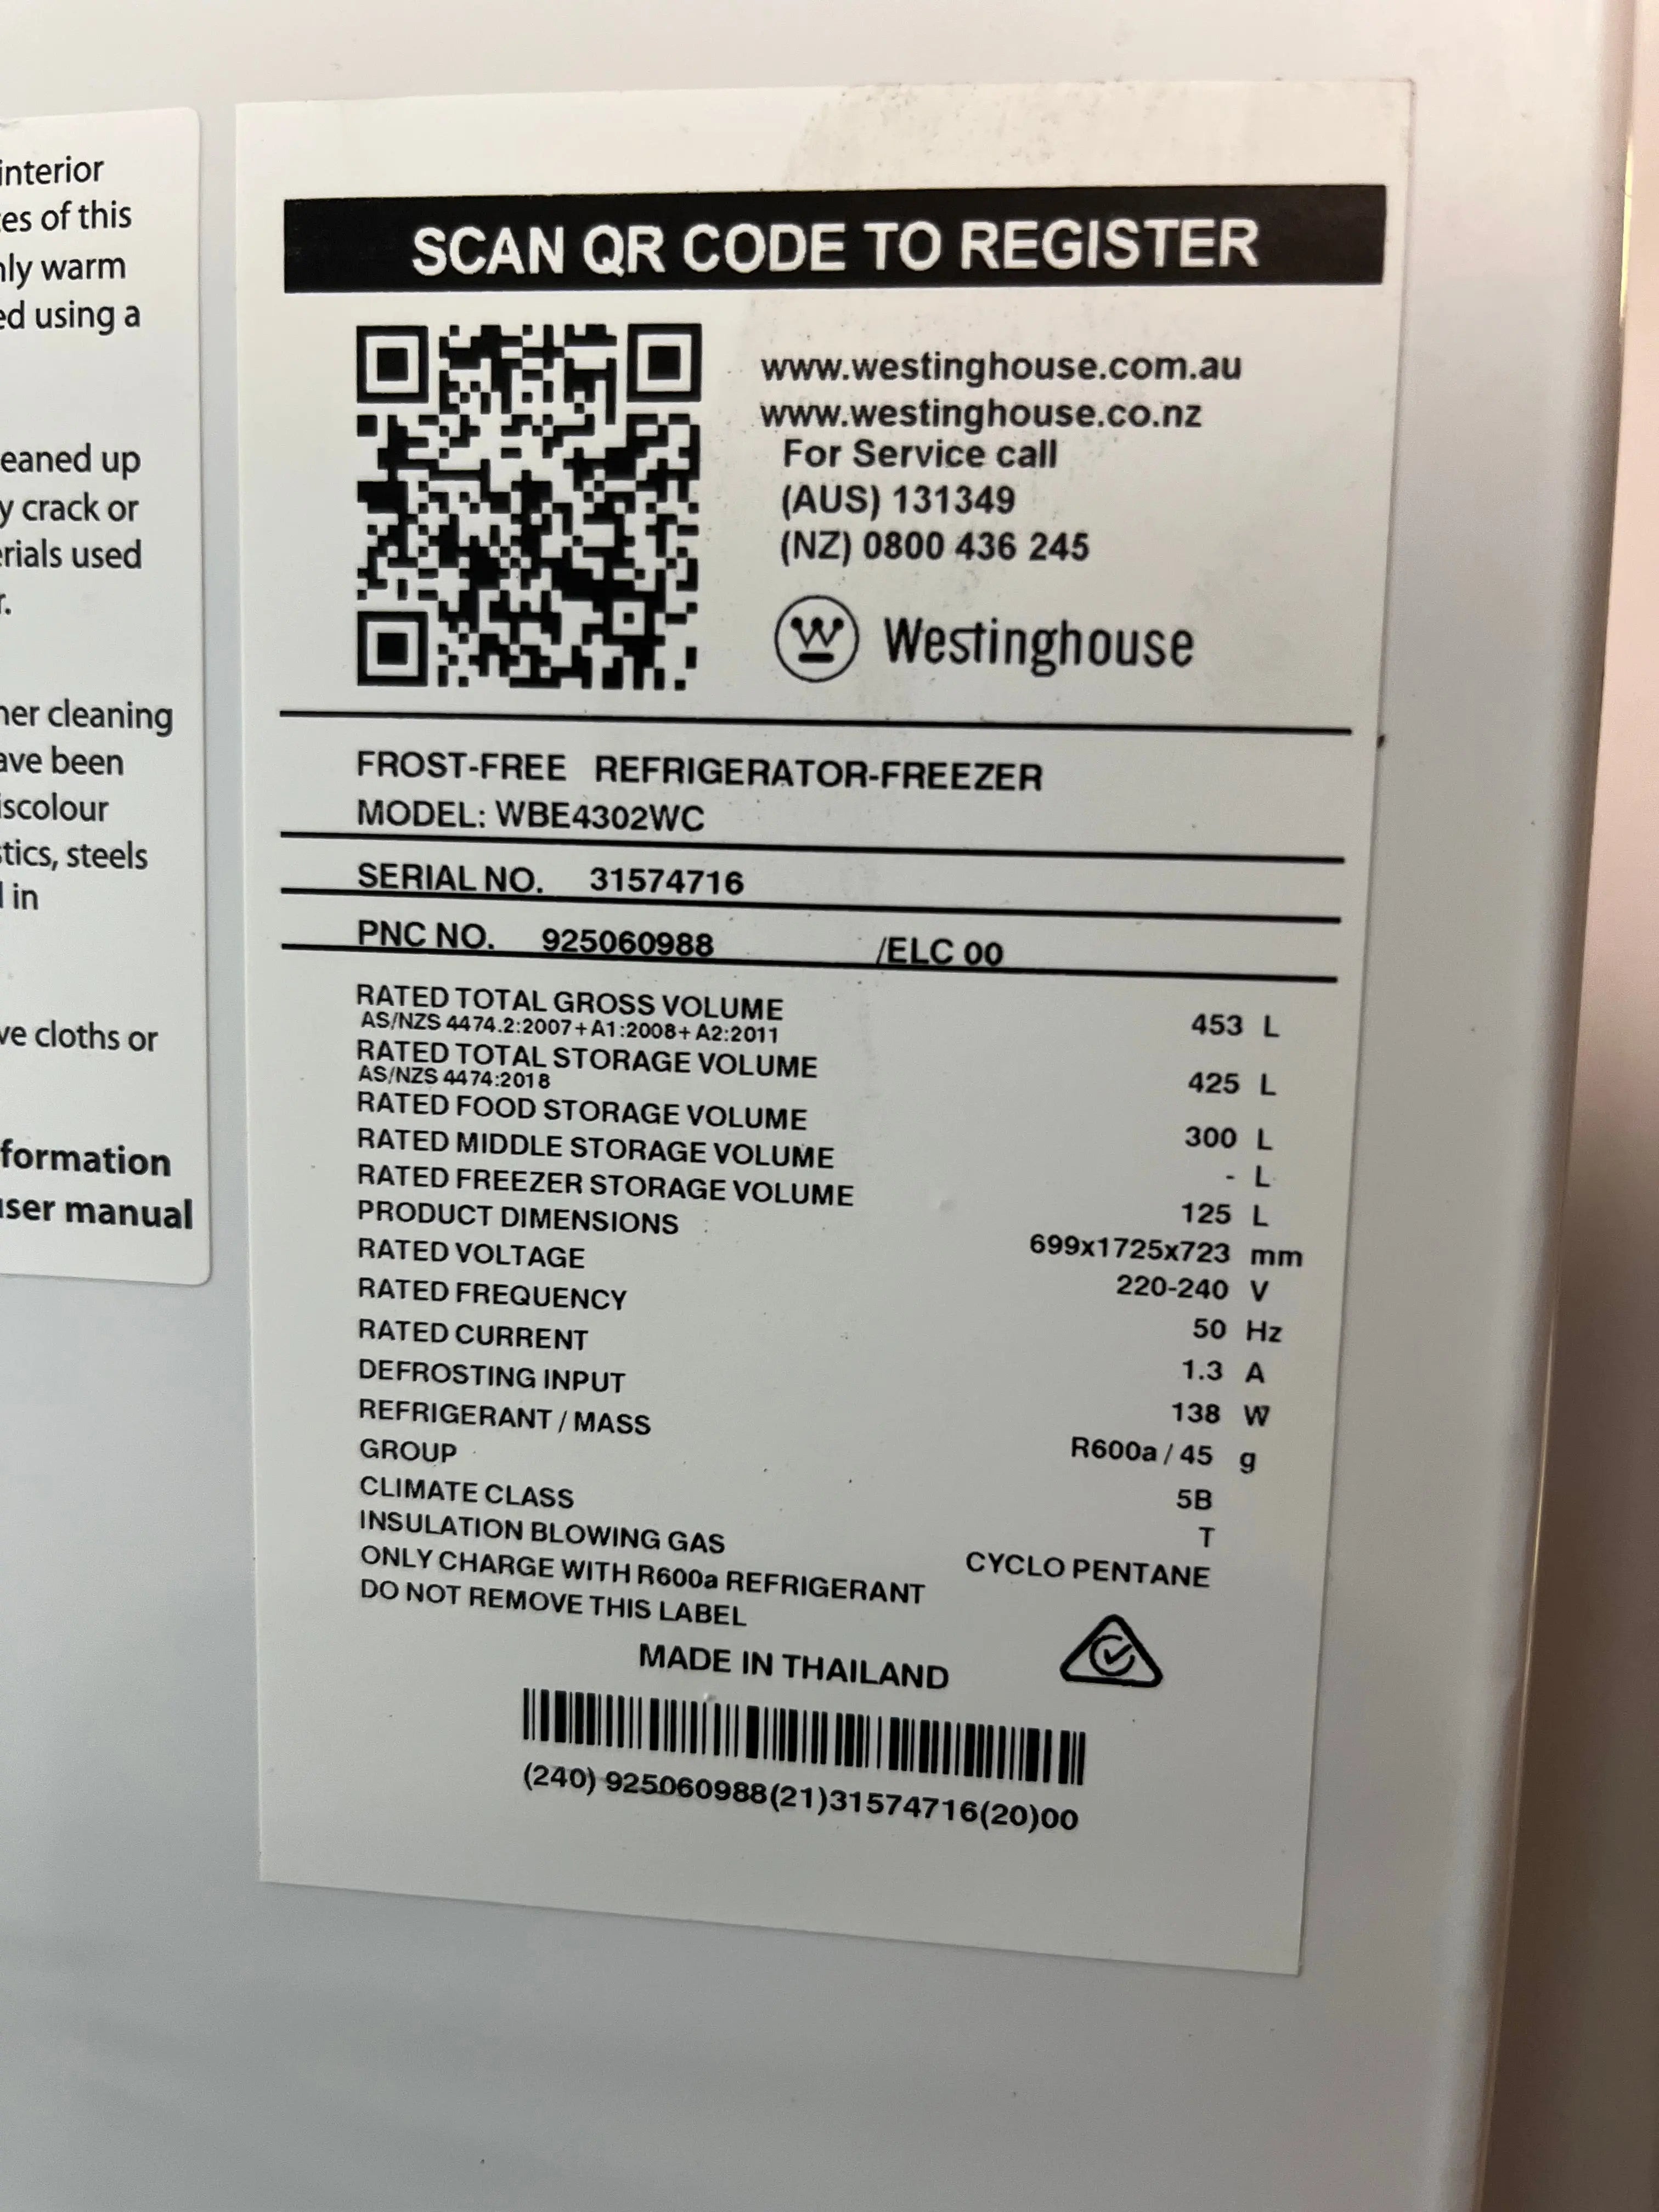 interior
es of this
nly warm
ed using a
eaned up
y crack or
erials used
r.
her cleaning
ave been
iscolour
stics, steels
in
ve cloths or
formation
user manual
SCAN QR CODE TO REGISTER
www.westinghouse.com.au
www.westinghouse.co.nz
For Service call
(AUS) 131349
(NZ) 0800 436 245
Westinghouse
FROST-FREE REFRIGERATOR-FREEZER
MODEL: WBE4302WC
SERIAL NO. 31574716
PNC NO. 925060988 /ELC 00
RATED TOTAL GROSS VOLUME 453 L
AS/NZS 4474.2:2007+A1:2008+ A2:2011
RATED TOTAL STORAGE VOLUME 425 L
AS/NZS 4474:2018
RATED FOOD STORAGE VOLUME 300 L
RATED MIDDLE STORAGE VOLUME - L
RATED FREEZER STORAGE VOLUME 125 L
PRODUCT DIMENSIONS 699x1725x723 mm
RATED VOLTAGE 220-240 V
RATED FREQUENCY 50 Hz
RATED CURRENT 1.3 A
DEFROSTING INPUT 138 W
REFRIGERANT / MASS R600a / 45 g
GROUP 5B
CLIMATE CLASS T
INSULATION BLOWING GAS CYCLO PENTANE
ONLY CHARGE WITH R600a REFRIGERANT
DO NOT REMOVE THIS LABEL
MADE IN THAILAND
(240) 925060988(21)31574716(20)00